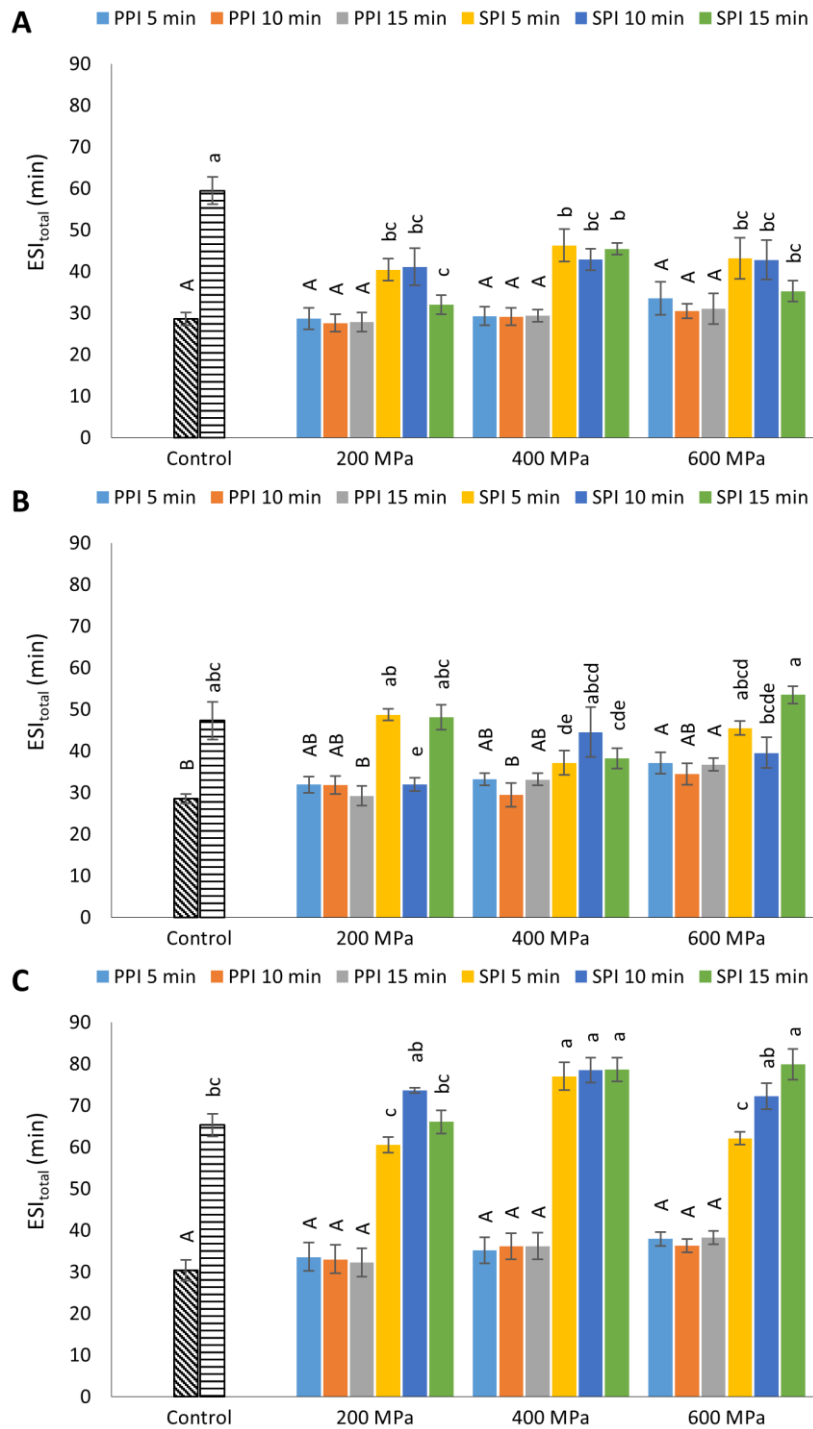 A
PPI 5 min PPI 10 min PPI 15 min SPI 5 min SPI 10 min SPI 15 min
ESItotal (min)
90
80
70
60
50
40
30
20
10
0
A a A A A bc bc c A A A b bc b A A A bc bc bc
Control 200 MPa 400 MPa 600 MPa
B
PPI 5 min PPI 10 min PPI 15 min SPI 5 min SPI 10 min SPI 15 min
ESItotal (min)
90
80
70
60
50
40
30
20
10
0
B abc AB AB B ab e abc AB B AB de abcd cde A AB A abcd bcde a
Control 200 MPa 400 MPa 600 MPa
C
PPI 5 min PPI 10 min PPI 15 min SPI 5 min SPI 10 min SPI 15 min
ESItotal (min)
90
80
70
60
50
40
30
20
10
0
A bc A A A c ab bc A A A a a a A A A c ab a
Control 200 MPa 400 MPa 600 MPa